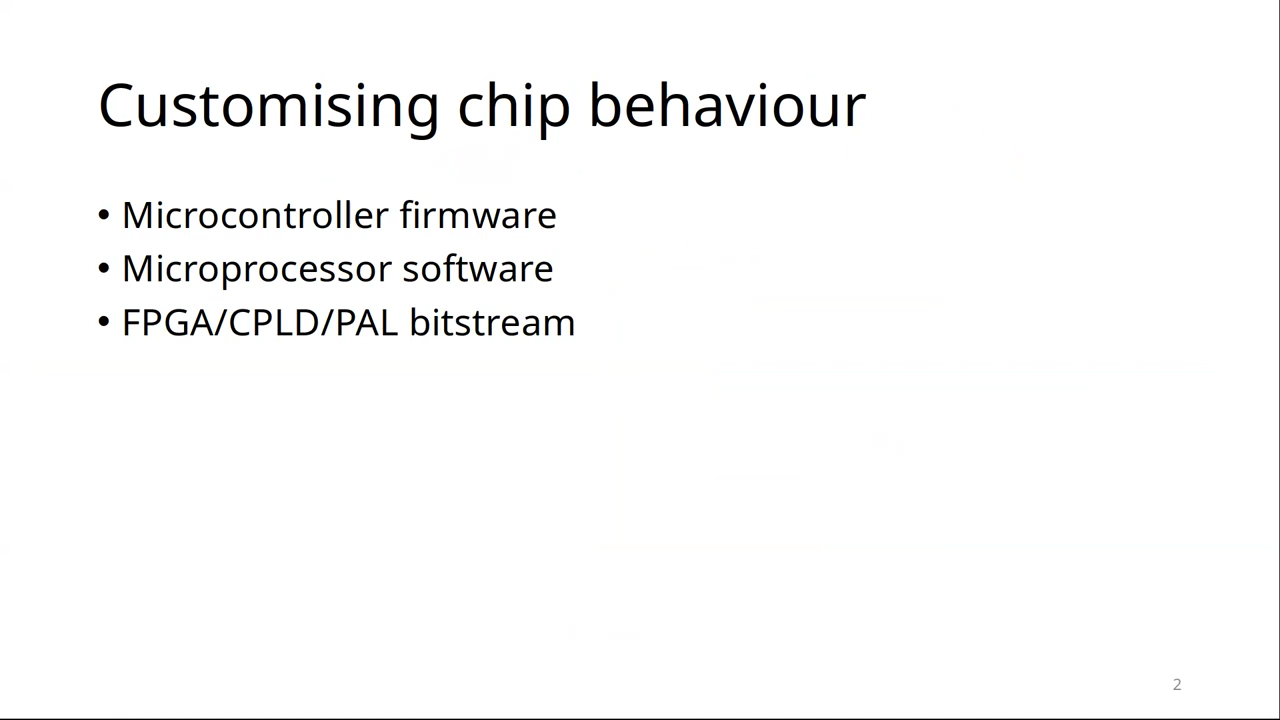 Customising chip behaviour
• Microcontroller firmware
• Microprocessor software
• FPGA/CPLD/PAL bitstream
2